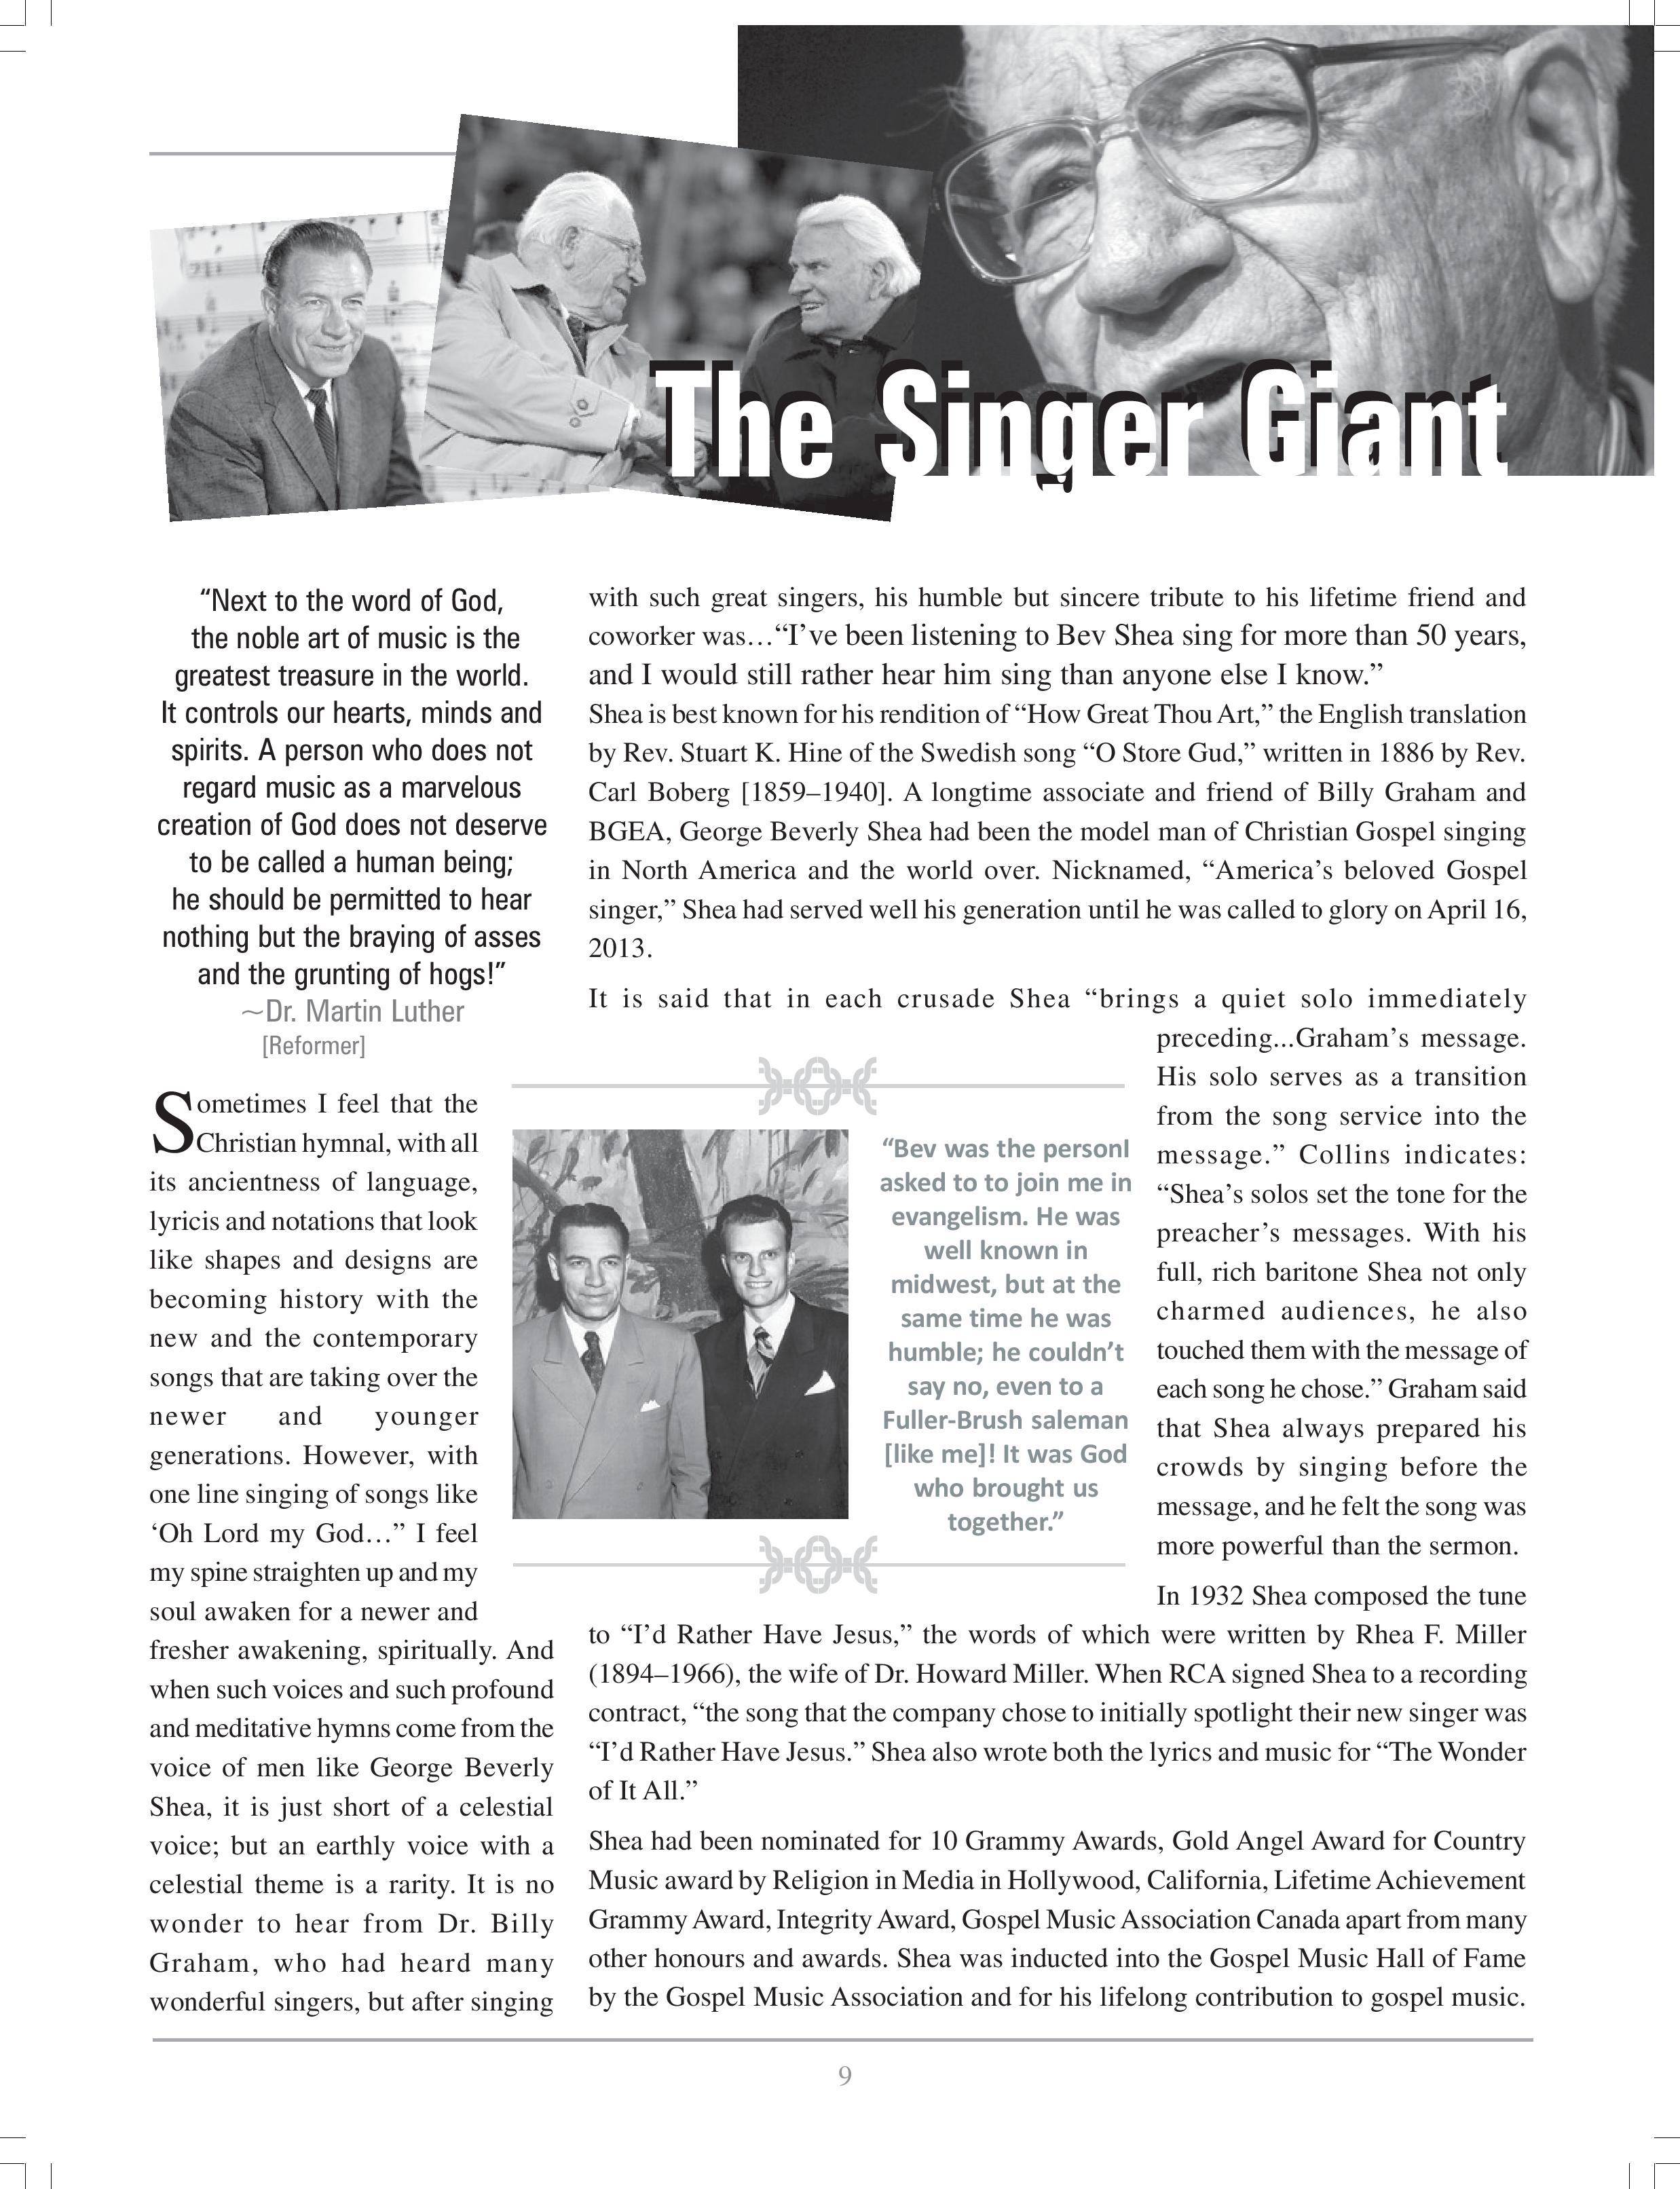 The Singer Giant
“Next to the word of God,
the noble art of music is the
greatest treasure in the world.
It controls our hearts, minds and
spirits. A person who does not
regard music as a marvelous
creation of God does not deserve
to be called a human being;
he should be permitted to hear
nothing but the braying of asses
and the grunting of hogs!”
~Dr. Martin Luther
[Reformer]
Sometimes I feel that the
Christian hymnal, with all
its ancientness of language,
lyricis and notations that look
like shapes and designs are
becoming history with the
new and the contemporary
songs that are taking over the
newer and younger
generations. However, with
one line singing of songs like
‘Oh Lord my God…” I feel
my spine straighten up and my
soul awaken for a newer and
fresher awakening, spiritually. And
when such voices and such profound
and meditative hymns come from the
voice of men like George Beverly
Shea, it is just short of a celestial
voice; but an earthly voice with a
celestial theme is a rarity. It is no
wonder to hear from Dr. Billy
Graham, who had heard many
wonderful singers, but after singing
with such great singers, his humble but sincere tribute to his lifetime friend and
coworker was…“I’ve been listening to Bev Shea sing for more than 50 years,
and I would still rather hear him sing than anyone else I know.”
Shea is best known for his rendition of “How Great Thou Art,” the English translation
by Rev. Stuart K. Hine of the Swedish song “O Store Gud,” written in 1886 by Rev.
Carl Boberg [1859–1940]. A longtime associate and friend of Billy Graham and
BGEA, George Beverly Shea had been the model man of Christian Gospel singing
in North America and the world over. Nicknamed, “America’s beloved Gospel
singer,” Shea had served well his generation until he was called to glory on April 16,
2013.
It is said that in each crusade Shea “brings a quiet solo immediately
preceding...Graham’s message.
His solo serves as a transition
from the song service into the
message.” Collins indicates:
“Shea’s solos set the tone for the
preacher’s messages. With his
full, rich baritone Shea not only
charmed audiences, he also
touched them with the message of
each song he chose.” Graham said
that Shea always prepared his
crowds by singing before the
message, and he felt the song was
more powerful than the sermon.
“Bev was the personI
asked to to join me in
evangelism. He was
well known in
midwest, but at the
same time he was
humble; he couldn’t
say no, even to a
Fuller-Brush saleman
[like me]! It was God
who brought us
together.”
In 1932 Shea composed the tune
to “I’d Rather Have Jesus,” the words of which were written by Rhea F. Miller
(1894–1966), the wife of Dr. Howard Miller. When RCA signed Shea to a recording
contract, “the song that the company chose to initially spotlight their new singer was
“I’d Rather Have Jesus.” Shea also wrote both the lyrics and music for “The Wonder
of It All.”
Shea had been nominated for 10 Grammy Awards, Gold Angel Award for Country
Music award by Religion in Media in Hollywood, California, Lifetime Achievement
Grammy Award, Integrity Award, Gospel Music Association Canada apart from many
other honours and awards. Shea was inducted into the Gospel Music Hall of Fame
by the Gospel Music Association and for his lifelong contribution to gospel music.
9